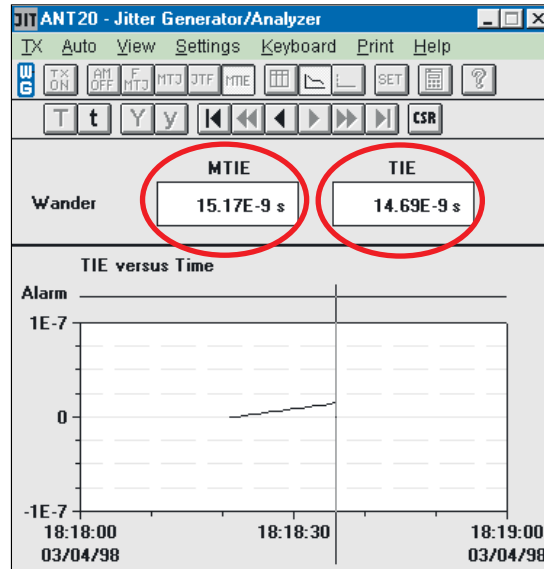 JIT ANT20 - Jitter Generator/Analyzer
TX Auto View Settings Keyboard Print Help
W G TX ON AM OFF F MTJ MTJ JTF MTIE SET ?
T t Y y CSR
MTIE TIE
Wander 15.17E-9 s 14.69E-9 s
TIE versus Time
Alarm
1E-7
0
-1E-7
18:18:00 18:18:30 18:19:00
03/04/98 03/04/98